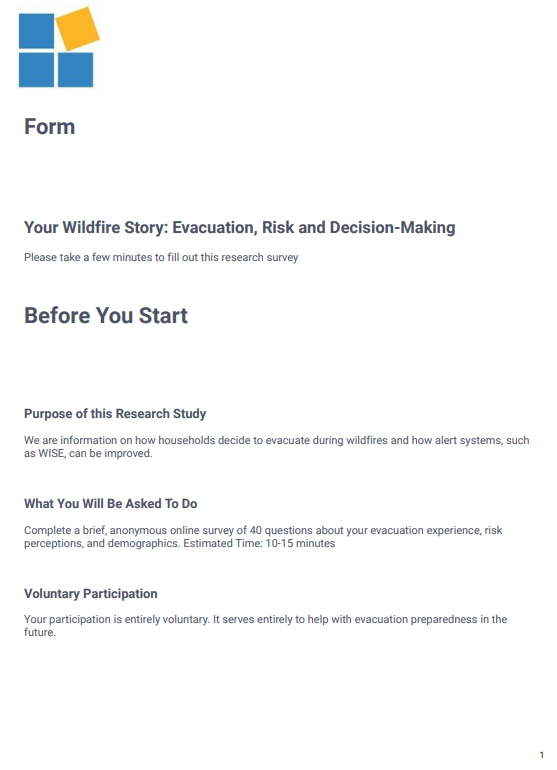 Form
Your Wildfire Story: Evacuation, Risk and Decision-Making
Please take a few minutes to fill out this research survey
Before You Start
Purpose of this Research Study
We are information on how households decide to evacuate during wildfires and how alert systems, such
as WISE, can be improved.
What You Will Be Asked To Do
Complete a brief, anonymous online survey of 40 questions about your evacuation experience, risk
perceptions, and demographics. Estimated Time: 10-15 minutes
Voluntary Participation
Your participation is entirely voluntary. It serves entirely to help with evacuation preparedness in the
future.
1